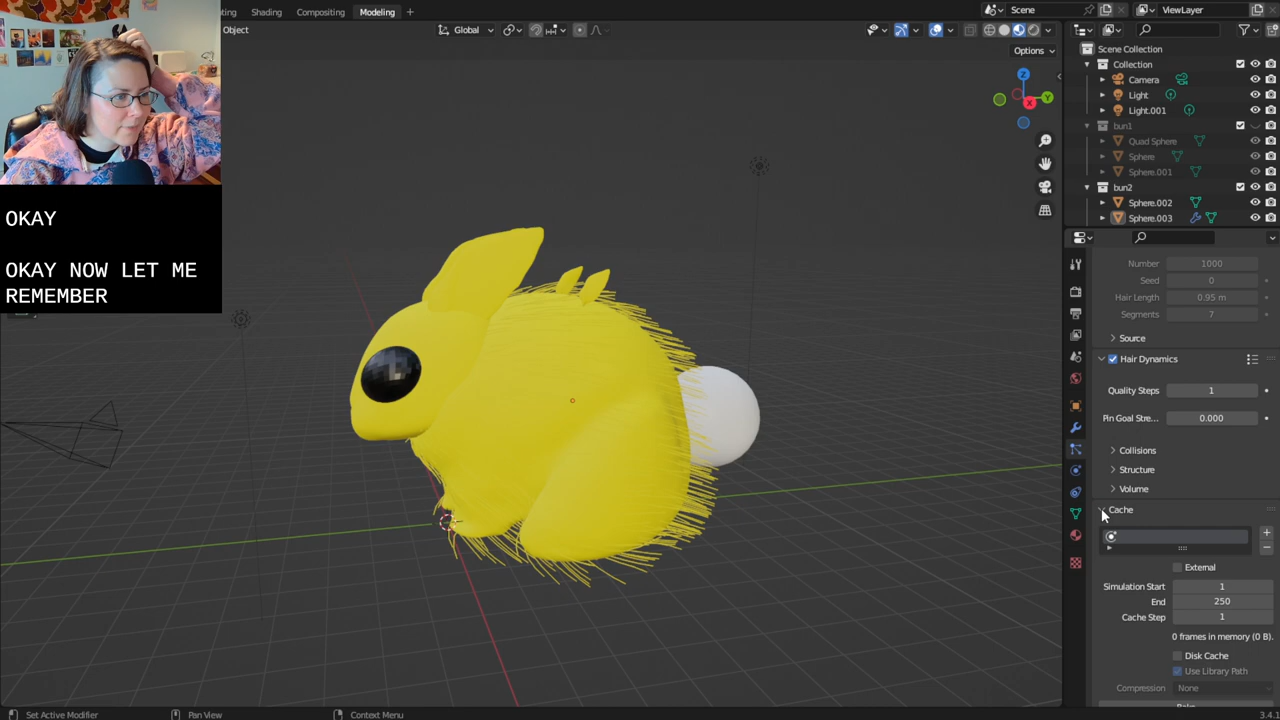 Shading
Compositing
Modeling
Scene
ViewLayer
Object
Global
Options
Scene Collection
Collection
Camera
Light
Light.001
bun1
Quad Sphere
Sphere
Sphere.001
bun2
Sphere.002
Sphere.003
X
Y
Z
OKAY
OKAY NOW LET ME
REMEMBER
Number 1000
Seed 0
Hair Length 0.95 m
Segments 7
Source
Hair Dynamics
Quality Steps 1
Pin Goal Stre... 0.000
Collisions
Structure
Volume
Cache
External
Simulation Start 1
End 250
Cache Step 1
0 frames in memory (0 B).
Disk Cache
Use Library Path
Compression None
Set Active Modifier
Pan View
Context Menu
3.4.1